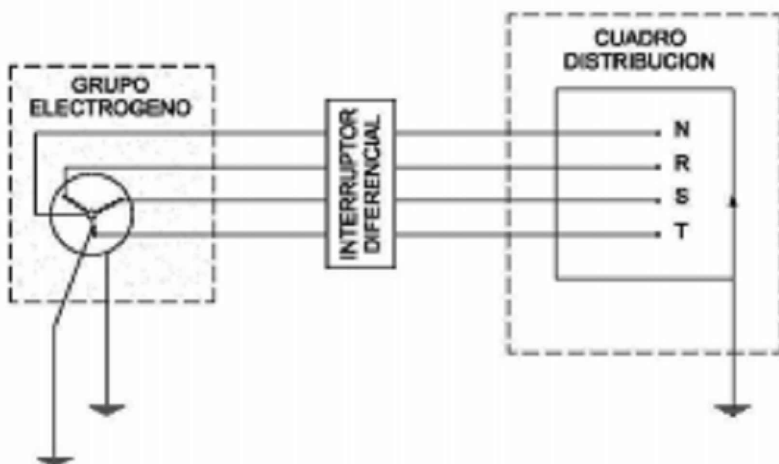 GRUPO
ELECTROGENO
INTERRUPTOR
DIFERENCIAL
CUADRO
DISTRIBUCION
N
R
S
T